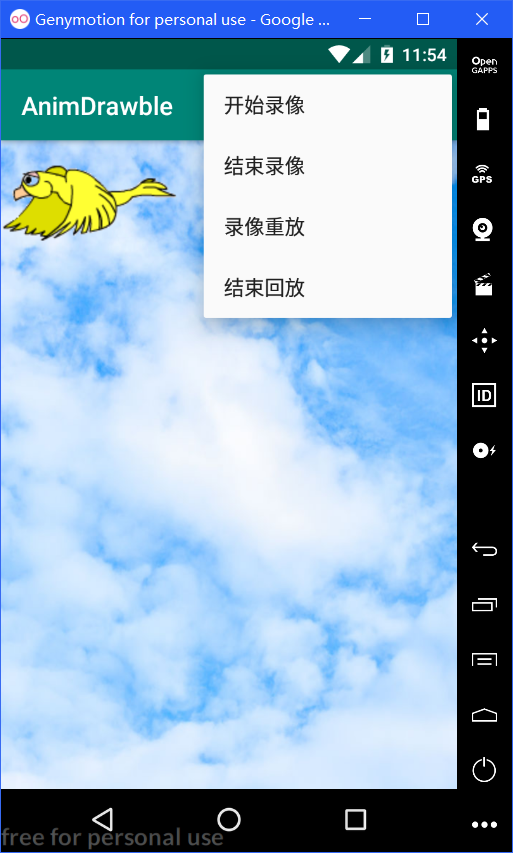 Genymotion for personal use - Google ...
11:54
AnimDrawble
开始录像
结束录像
录像重放
结束回放
Open
GAPPS
GPS
ID
free for personal use